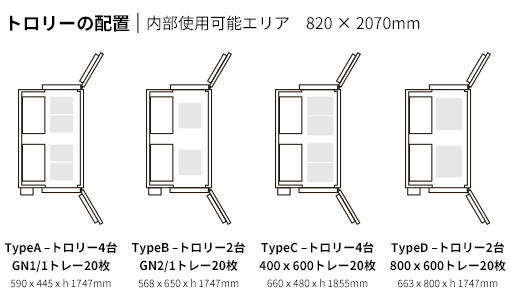 トロリーの配置│内部使用可能エリア　820 × 2070mm
TypeA –トロリー4台
GN1/1トレー20枚
590 x 445 x h 1747mm
TypeB –トロリー2台
GN2/1トレー20枚
568 x 650 x h 1747mm
TypeC –トロリー4台
400 x 600トレー20枚
660 x 480 x h 1855mm
TypeD –トロリー2台
800 x 600トレー20枚
663 x 800 x h 1747mm